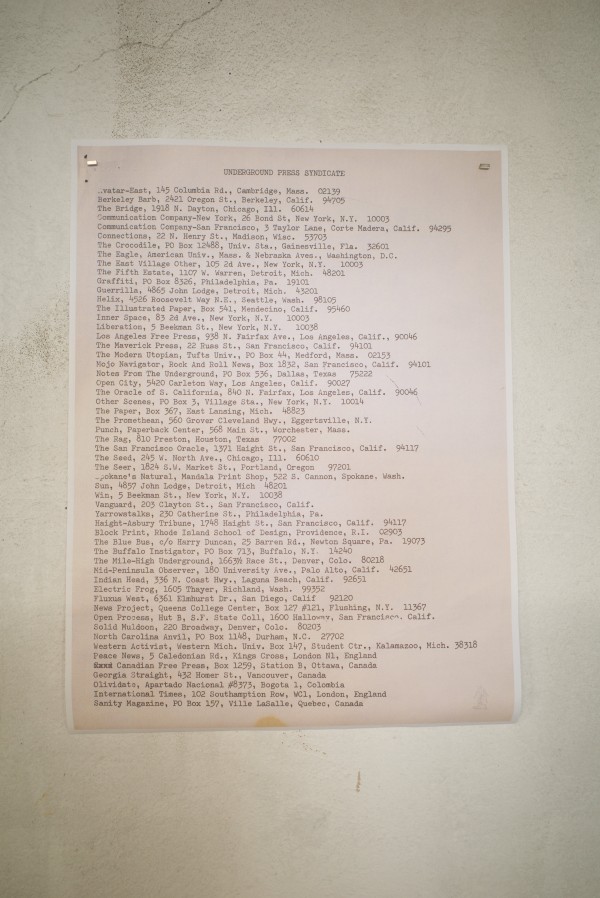 UNDERGROUND PRESS SYNDICATE
vatar-East, 145 Columbia Rd., Cambridge, Mass. 02139
Berkeley Barb, 2421 Oregon St., Berkeley, Calif. 94705
The Bridge, 1918 N. Dayton, Chicago, Ill. 60614
Communication Company-New York, 26 Bond St, New York, N.Y. 10003
Communication Company-San Francisco, 3 Taylor Lane, Corte Madera, Calif. 94295
Connections, 22 N. Henry St., Madison, Wisc. 53703
The Crocodile, PO Box 12488, Univ. Sta., Gainesville, Fla. 32601
The Eagle, American Univ., Mass. & Nebraska Aves., Washington, D.C.
The East Village Other, 105 2d Ave., New York, N.Y. 10003
The Fifth Estate, 1107 W. Warren, Detroit, Mich. 48201
Graffiti, PO Box 8326, Philadelphia, Pa. 19101
Guerrilla, 4865 John Lodge, Detroit, Mich. 43201
Helix, 4526 Roosevelt Way N.E., Seattle, Wash. 98105
The Illustrated Paper, Box 541, Mendecino, Calif. 95460
Inner Space, 83 2d Ave., New York, N.Y. 10003
Liberation, 5 Beekman St., New York, N.Y. 10038
Los Angeles Free Press, 938 N. Fairfax Ave., Los Angeles, Calif., 90046
The Maverick Press, 22 Russ St., San Francisco, Calif. 94101
The Modern Utopian, Tufts Univ., PO Box 44, Medford, Mass. 02153
Mojo Navigator, Rock And Roll News, Box 1832, San Francisco, Calif. 94101
Notes From The Underground, PO Box 536, Dallas, Texas 75222
Open City, 5420 Carleton Way, Los Angeles, Calif. 90027
The Oracle of S. California, 840 N. Fairfax, Los Angeles, Calif. 90046
Other Scenes, PO Box 3, Village Sta., New York, N.Y. 10014
The Paper, Box 367, East Lansing, Mich. 48823
The Promethean, 560 Grover Cleveland Hwy., Eggertsville, N.Y.
Punch, Paperback Center, 568 Main St., Worchester, Mass.
The Rag, 810 Preston, Houston, Texas 77002
The San Francisco Oracle, 1371 Haight St., San Francisco, Calif. 94117
The Seed, 245 W. North Ave., Chicago, Ill. 60610
The Seer, 1824 S.W. Market St., Portland, Oregon 97201
pokane's Natural, Mandala Print Shop, 522 S. Cannon, Spokane. Wash.
Sun, 4857 John Lodge, Detroit, Mich 48201
Win, 5 Beekman St., New York, N.Y. 10038
Vanguard, 203 Clayton St., San Francisco, Calif.
Yarrowstalks, 230 Catherine St., Philadelphia, Pa.
Haight-Asbury Tribune, 1748 Haight St., San Francisco, Calif. 94117
Block Print, Rhode Island School of Design, Providence, R.I. 02903
The Blue Bus, c/o Harry Duncan, 25 Barren Rd., Newton Square, Pa. 19073
The Buffalo Instigator, PO Box 713, Buffalo, N.Y. 14240
The Mile-High Underground, 1663½ Race St., Denver, Colo. 80218
Mid-Peninsula Observer, 180 University Ave., Palo Alto, Calif. 42651
Indian Head, 336 N. Coast Hwy., Laguna Beach, Calif. 92651
Electric Frog, 1605 Thayer, Richland, Wash. 99352
Fluxus West, 6361 Elmhurst Dr., San Diego, Calif 92120
News Project, Queens College Center, Box 127 #121, Flushing, N.Y. 11367
Open Process, Hut B, S.F. State Coll, 1600 Holloway, San Francisco. Calif.
Solid Muldoon, 220 Broadway, Denver, Colo. 80203
North Carolina Anvil, PO Box 1148, Durham, N.C. 27702
Western Activist, Western Mich. Univ. Box 147, Student Ctr., Kalamazoo, Mich. 38318
Peace News, 5 Caledonian Rd., Kings Cross, London N1, England
Canadian Free Press, Box 1259, Station B, Ottawa, Canada
Georgia Straight, 432 Homer St., Vancouver, Canada
Olividate, Apartado Nacional #8373, Bogota 1, Colombia
International Times, 102 Southampton Row, WC1, London, England
Sanity Magazine, PO Box 157, Ville LaSalle, Quebec, Canada